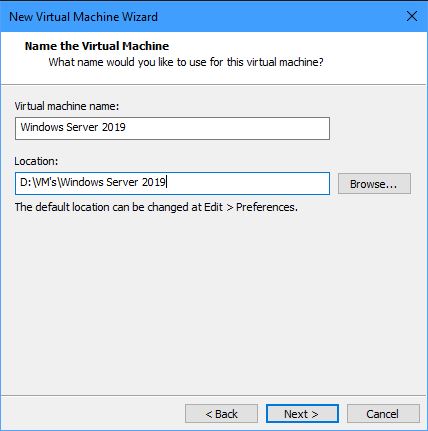 New Virtual Machine Wizard
Name the Virtual Machine
What name would you like to use for this virtual machine?
Virtual machine name:
Windows Server 2019
Location:
D:\VM's\Windows Server 2019
Browse...
The default location can be changed at Edit > Preferences.
< Back
Next >
Cancel